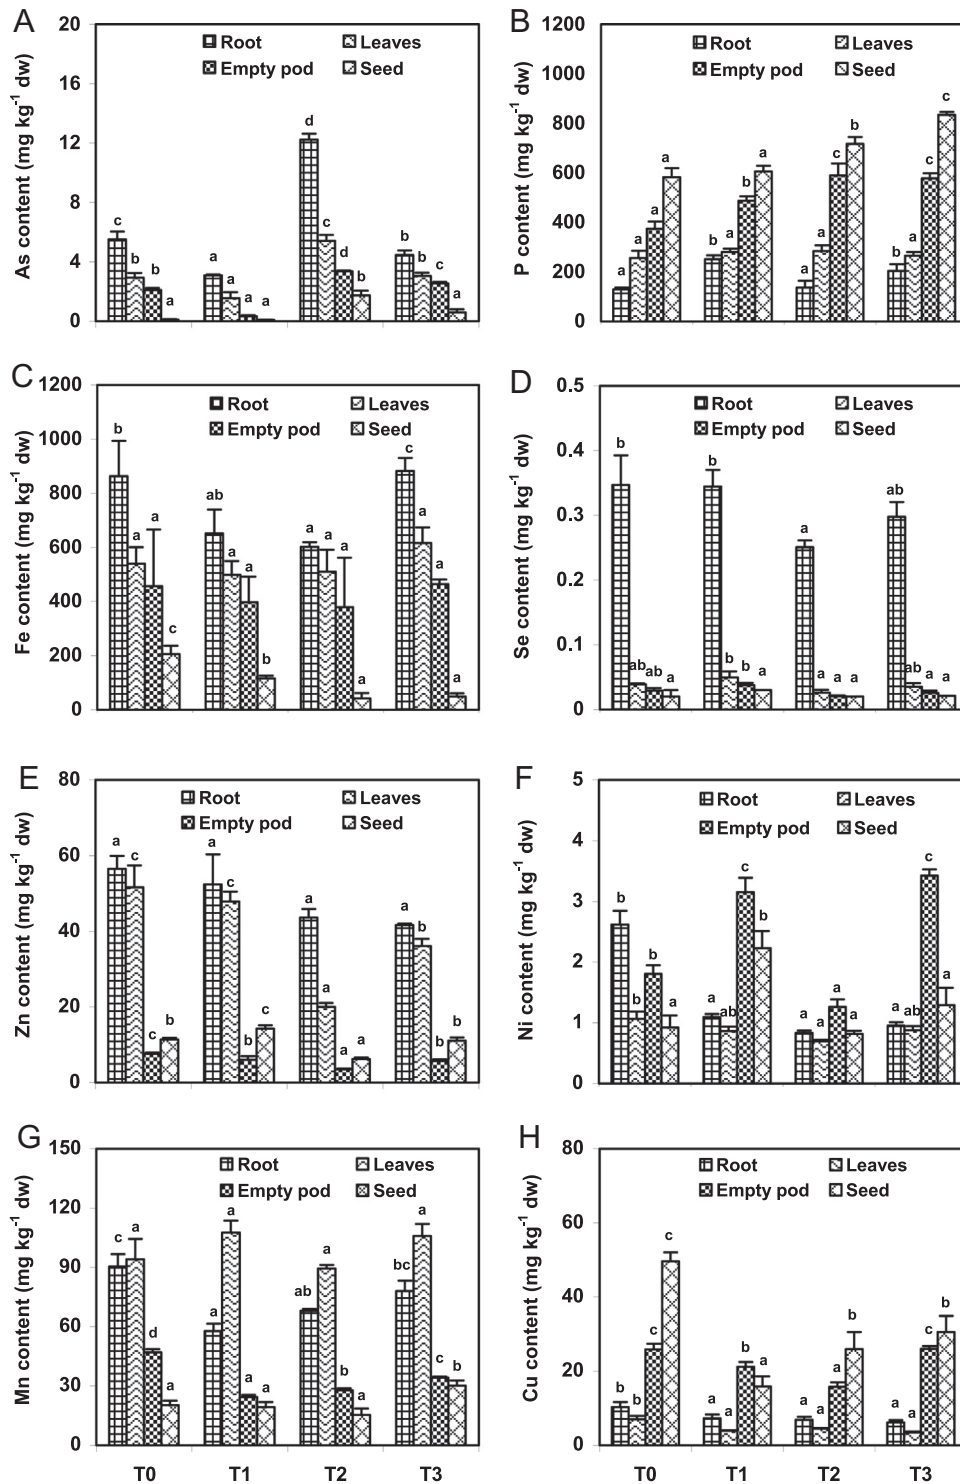 A
As content (mg kg-1 dw)
20
16
12
8
4
0
Root
Leaves
Empty pod
Seed
c
b
b
a
a
a
a
a
d
c
d
b
b
b
c
a
B
P content (mg kg-1 dw)
1200
1000
800
600
400
200
0
Root
Leaves
Empty pod
Seed
a
a
a
a
b
a
b
a
a
a
c
b
b
a
c
c
C
Fe content (mg kg-1 dw)
1200
1000
800
600
400
200
0
Root
Leaves
Empty pod
Seed
b
a
a
c
ab
a
a
b
a
a
a
a
c
a
a
a
D
Se content (mg kg-1 dw)
0.5
0.4
0.3
0.2
0.1
0
Root
Leaves
Empty pod
Seed
b
ab
ab
a
b
b
b
a
a
a
a
a
ab
ab
a
a
E
Zn content (mg kg-1 dw)
80
60
40
20
0
Root
Leaves
Empty pod
Seed
a
c
c
b
a
c
b
c
a
a
a
a
a
b
b
b
F
Ni content (mg kg-1 dw)
5
4
3
2
1
0
Root
Leaves
Empty pod
Seed
b
b
b
a
a
ab
c
b
a
a
a
a
a
ab
c
a
G
Mn content (mg kg-1 dw)
150
120
90
60
30
0
Root
Leaves
Empty pod
Seed
c
a
d
a
a
a
a
a
ab
a
b
a
bc
a
c
b
T0
T1
T2
T3
H
Cu content (mg kg-1 dw)
80
60
40
20
0
Root
Leaves
Empty pod
Seed
b
b
c
c
a
a
b
a
a
a
a
b
a
a
c
b
T0
T1
T2
T3